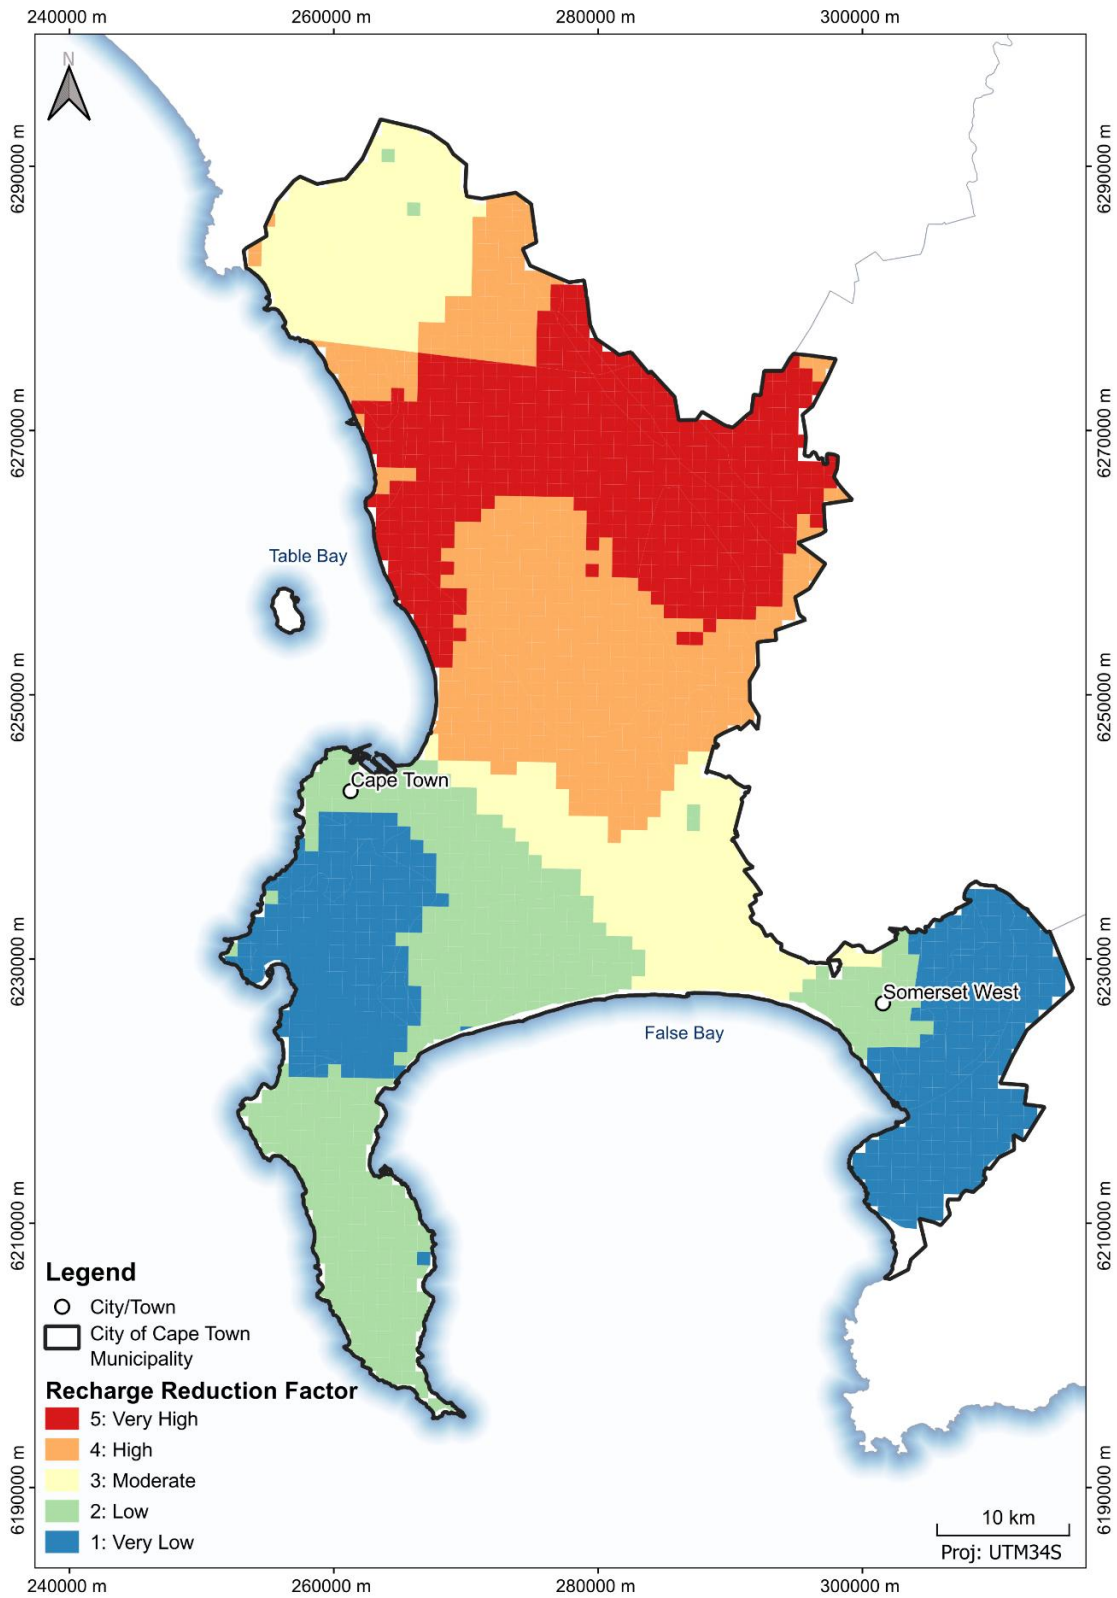 240000 m
260000 m
280000 m
300000 m
N
6290000 m
6290000 m
6270000 m
6270000 m
Table Bay
6250000 m
6250000 m
Cape Town
6230000 m
6230000 m
Somerset West
False Bay
6210000 m
6210000 m
Legend
City/Town
City of Cape Town
Municipality
Recharge Reduction Factor
5: Very High
4: High
3: Moderate
2: Low
1: Very Low
6190000 m
6190000 m
10 km
Proj: UTM34S
240000 m
260000 m
280000 m
300000 m